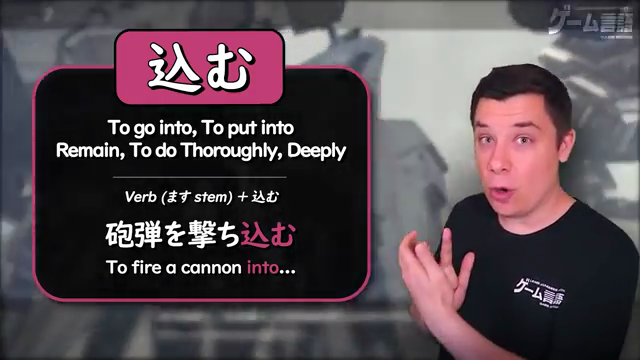 込む
To go into, To put into
Remain, To do Thoroughly, Deeply
Verb (ます stem) + 込む
砲弾を撃ち込む
To fire a cannon into...
ゲーム言語
ゲーム言語